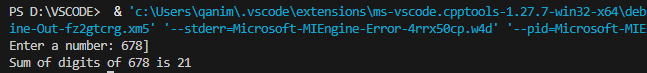 PS D:\VSCODE>  & 'c:\Users\qanim\.vscode\extensions\ms-vscode.cpptools-1.27.7-win32-x64\deb
ine-Out-fz2gtcrg.xm5' '--stderr=Microsoft-MIEngine-Error-4rrx50cp.w4d' '--pid=Microsoft-MIE
Enter a number: 678]
Sum of digits of 678 is 21